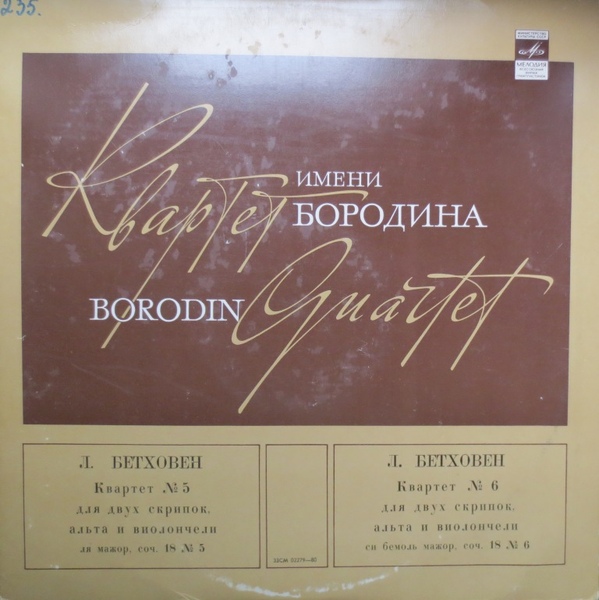 235.
МЕЛОДИЯ
Квартет ИМЕНИ
БОРОДИНА
BORODIN Quartet
Л. БЕТХОВЕН
Квартет № 5
для двух скрипок,
альта и виолончели
ля мажор, соч. 18 № 5
Л. БЕТХОВЕН
Квартет № 6
для двух скрипок,
альта и виолончели
си бемоль мажор, соч. 18 № 6